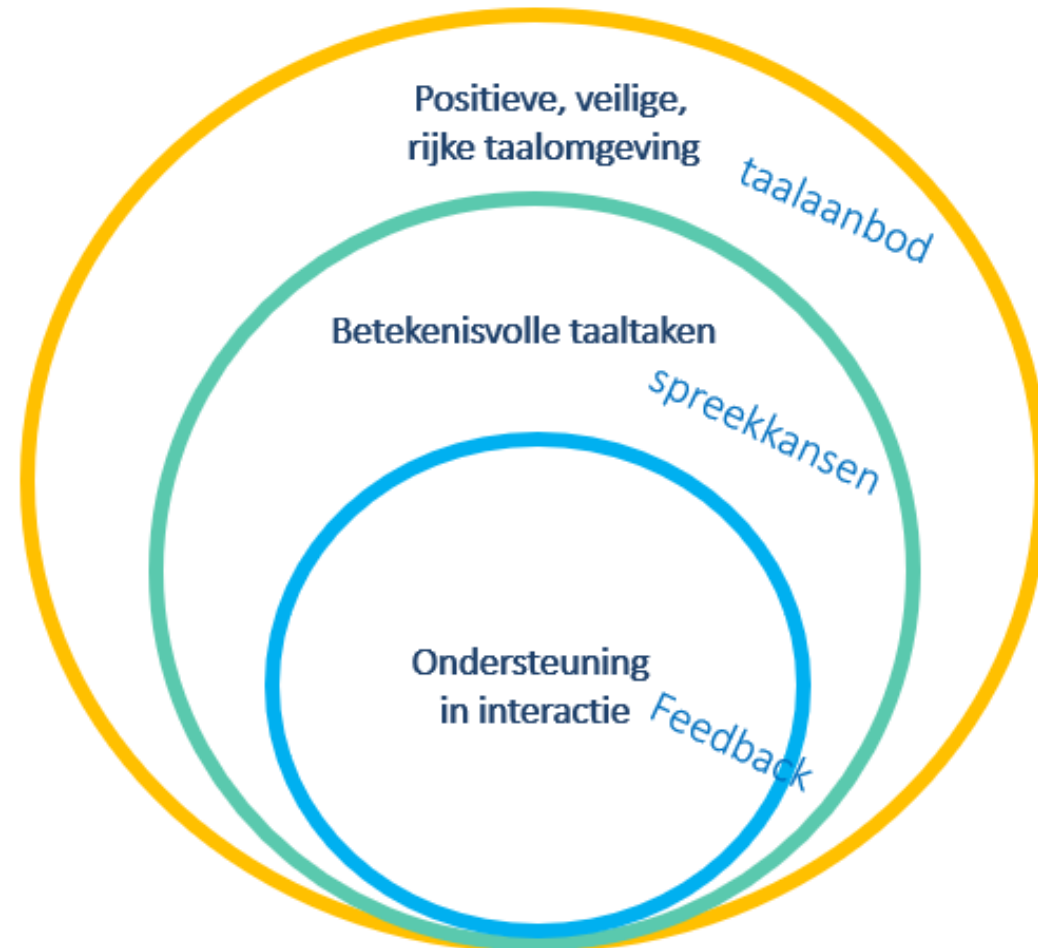 Positieve, veilige,
rijke taalomgeving
taalaanbod
Betekenisvolle taaltaken
spreekkansen
Ondersteuning
in interactie
Feedback